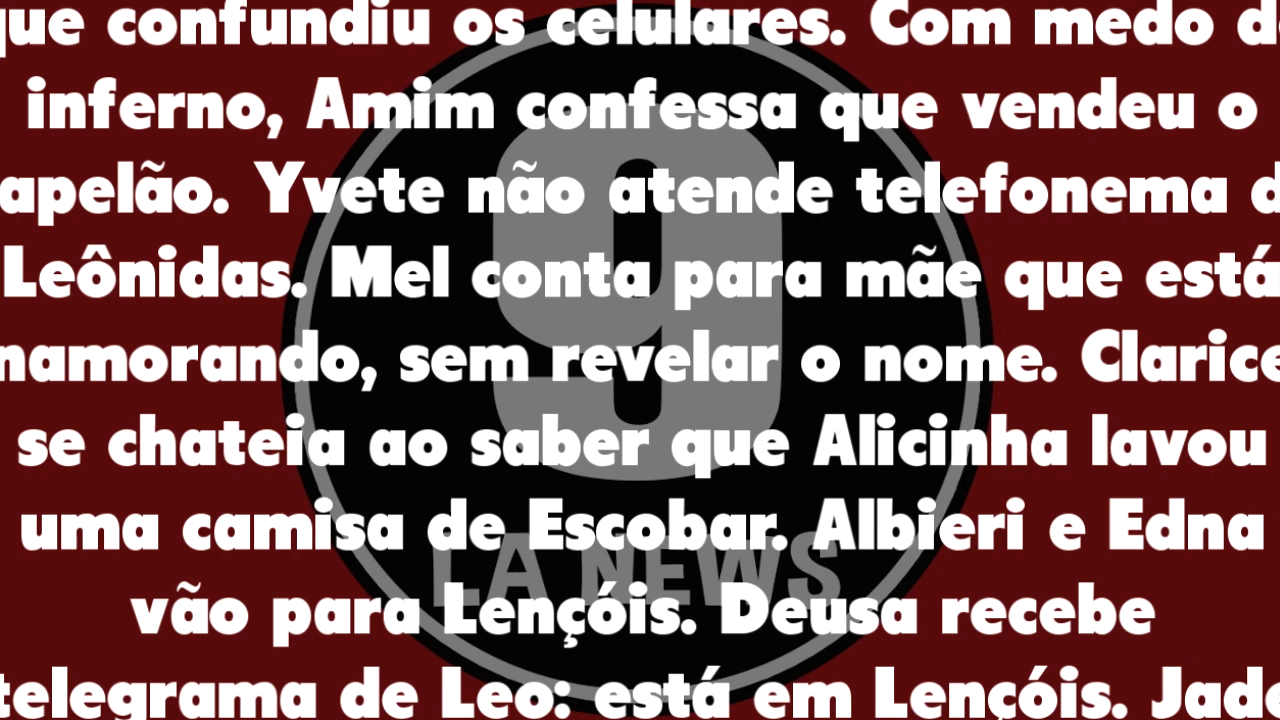 que confundiu os celulares. Com medo do
inferno, Amim confessa que vendeu o
apelão. Yvete não atende telefonema d
Leônidas. Mel conta para mãe que está
namorando, sem revelar o nome. Clarice
se chateia ao saber que Alicinha lavou
uma camisa de Escobar. Albieri e Edna
vão para Lençóis. Deusa recebe
telegrama de Leo: está em Lençóis. Jade
9
LA NEWS